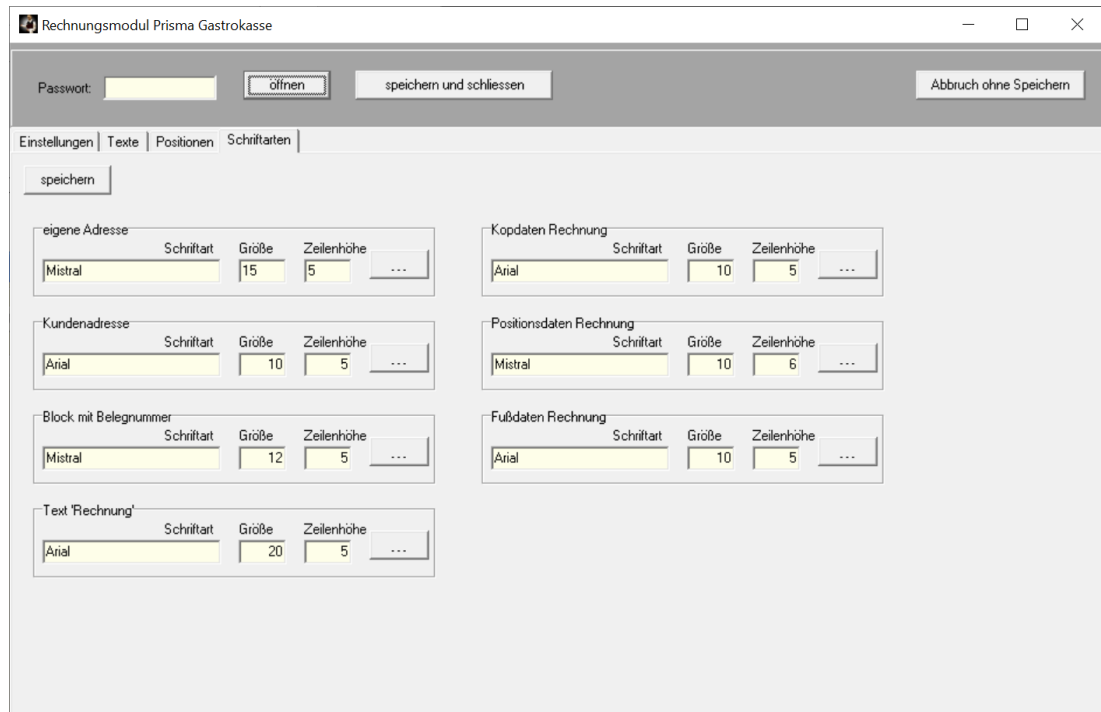 Rechnungsmodul Prisma Gastrokasse
Passwort: öffnen speichern und schliessen Abbruch ohne Speichern
Einstellungen Texte Positionen Schriftarten
speichern
eigene Adresse
Schriftart Größe Zeilenhöhe
Mistral 15 5 ...
Kundenadresse
Schriftart Größe Zeilenhöhe
Arial 10 5 ...
Block mit Belegnummer
Schriftart Größe Zeilenhöhe
Mistral 12 5 ...
Text 'Rechnung'
Schriftart Größe Zeilenhöhe
Arial 20 5 ...
Kopdaten Rechnung
Schriftart Größe Zeilenhöhe
Arial 10 5 ...
Positionsdaten Rechnung
Schriftart Größe Zeilenhöhe
Mistral 10 6 ...
Fußdaten Rechnung
Schriftart Größe Zeilenhöhe
Arial 10 5 ...